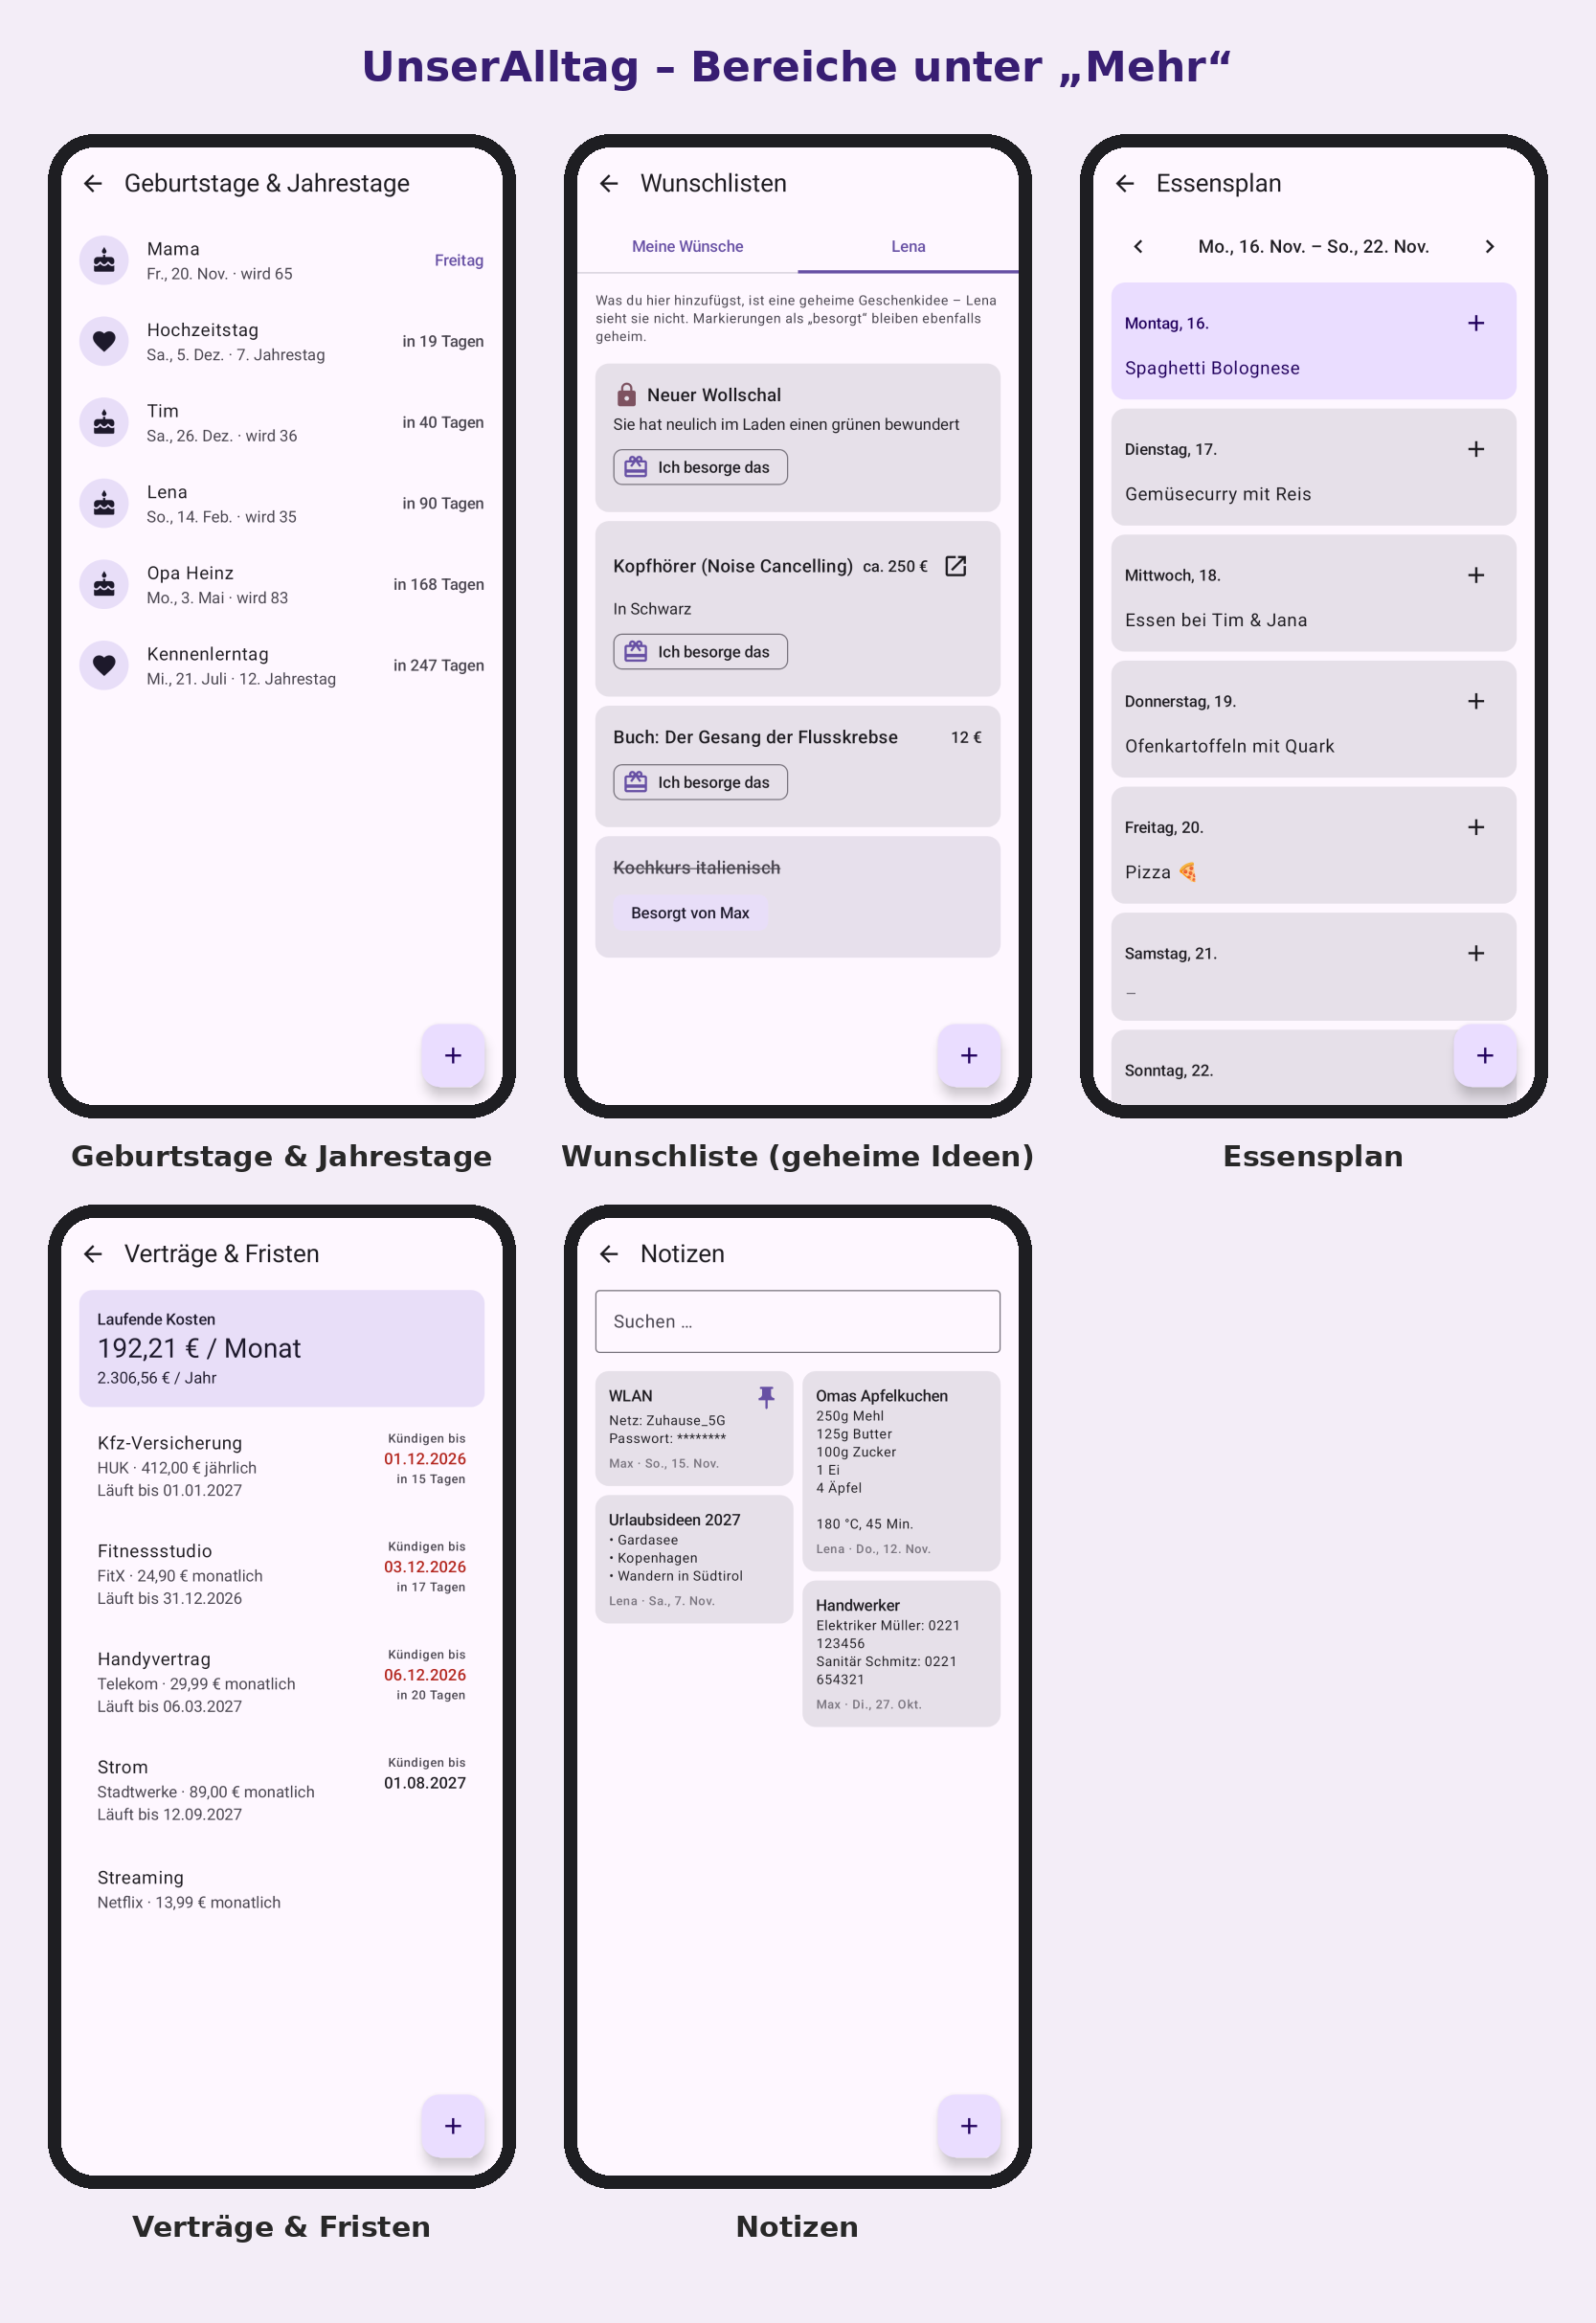 UnserAlltag – Bereiche unter „Mehr“
Geburtstage & Jahrestage
Mama
Fr., 20. Nov. · wird 65
Freitag
Hochzeitstag
Sa., 5. Dez. · 7. Jahrestag
in 19 Tagen
Tim
Sa., 26. Dez. · wird 36
in 40 Tagen
Lena
So., 14. Feb. · wird 35
in 90 Tagen
Opa Heinz
Mo., 3. Mai · wird 83
in 168 Tagen
Kennenlerntag
Mi., 21. Juli · 12. Jahrestag
in 247 Tagen
+
Geburtstage & Jahrestage
Wunschlisten
Meine Wünsche
Lena
Was du hier hinzufügst, ist eine geheime Geschenkidee – Lena
sieht sie nicht. Markierungen als „besorgt“ bleiben ebenfalls
geheim.
Neuer Wollschal
Sie hat neulich im Laden einen grünen bewundert
Ich besorge das
Kopfhörer (Noise Cancelling) ca. 250 €
In Schwarz
Ich besorge das
Buch: Der Gesang der Flusskrebse 12 €
Ich besorge das
Kochkurs italienisch
Besorgt von Max
+
Wunschliste (geheime Ideen)
Essensplan
Mo., 16. Nov. – So., 22. Nov.
Montag, 16. +
Spaghetti Bolognese
Dienstag, 17. +
Gemüsecurry mit Reis
Mittwoch, 18. +
Essen bei Tim & Jana
Donnerstag, 19. +
Ofenkartoffeln mit Quark
Freitag, 20. +
Pizza 🍕
Samstag, 21. +
–
Sonntag, 22.
+
Essensplan
Verträge & Fristen
Laufende Kosten
192,21 € / Monat
2.306,56 € / Jahr
Kfz-Versicherung
HUK · 412,00 € jährlich
Läuft bis 01.01.2027
Kündigen bis
01.12.2026
in 15 Tagen
Fitnessstudio
FitX · 24,90 € monatlich
Läuft bis 31.12.2026
Kündigen bis
03.12.2026
in 17 Tagen
Handyvertrag
Telekom · 29,99 € monatlich
Läuft bis 06.03.2027
Kündigen bis
06.12.2026
in 20 Tagen
Strom
Stadtwerke · 89,00 € monatlich
Läuft bis 12.09.2027
Kündigen bis
01.08.2027
Streaming
Netflix · 13,99 € monatlich
+
Verträge & Fristen
Notizen
Suchen …
WLAN
Netz: Zuhause_5G
Passwort: ********
Max · So., 15. Nov.
Urlaubsideen 2027
• Gardasee
• Kopenhagen
• Wandern in Südtirol
Lena · Sa., 7. Nov.
Omas Apfelkuchen
250g Mehl
125g Butter
100g Zucker
1 Ei
4 Äpfel
180 °C, 45 Min.
Lena · Do., 12. Nov.
Handwerker
Elektriker Müller: 0221
123456
Sanitär Schmitz: 0221
654321
Max · Di., 27. Okt.
+
Notizen